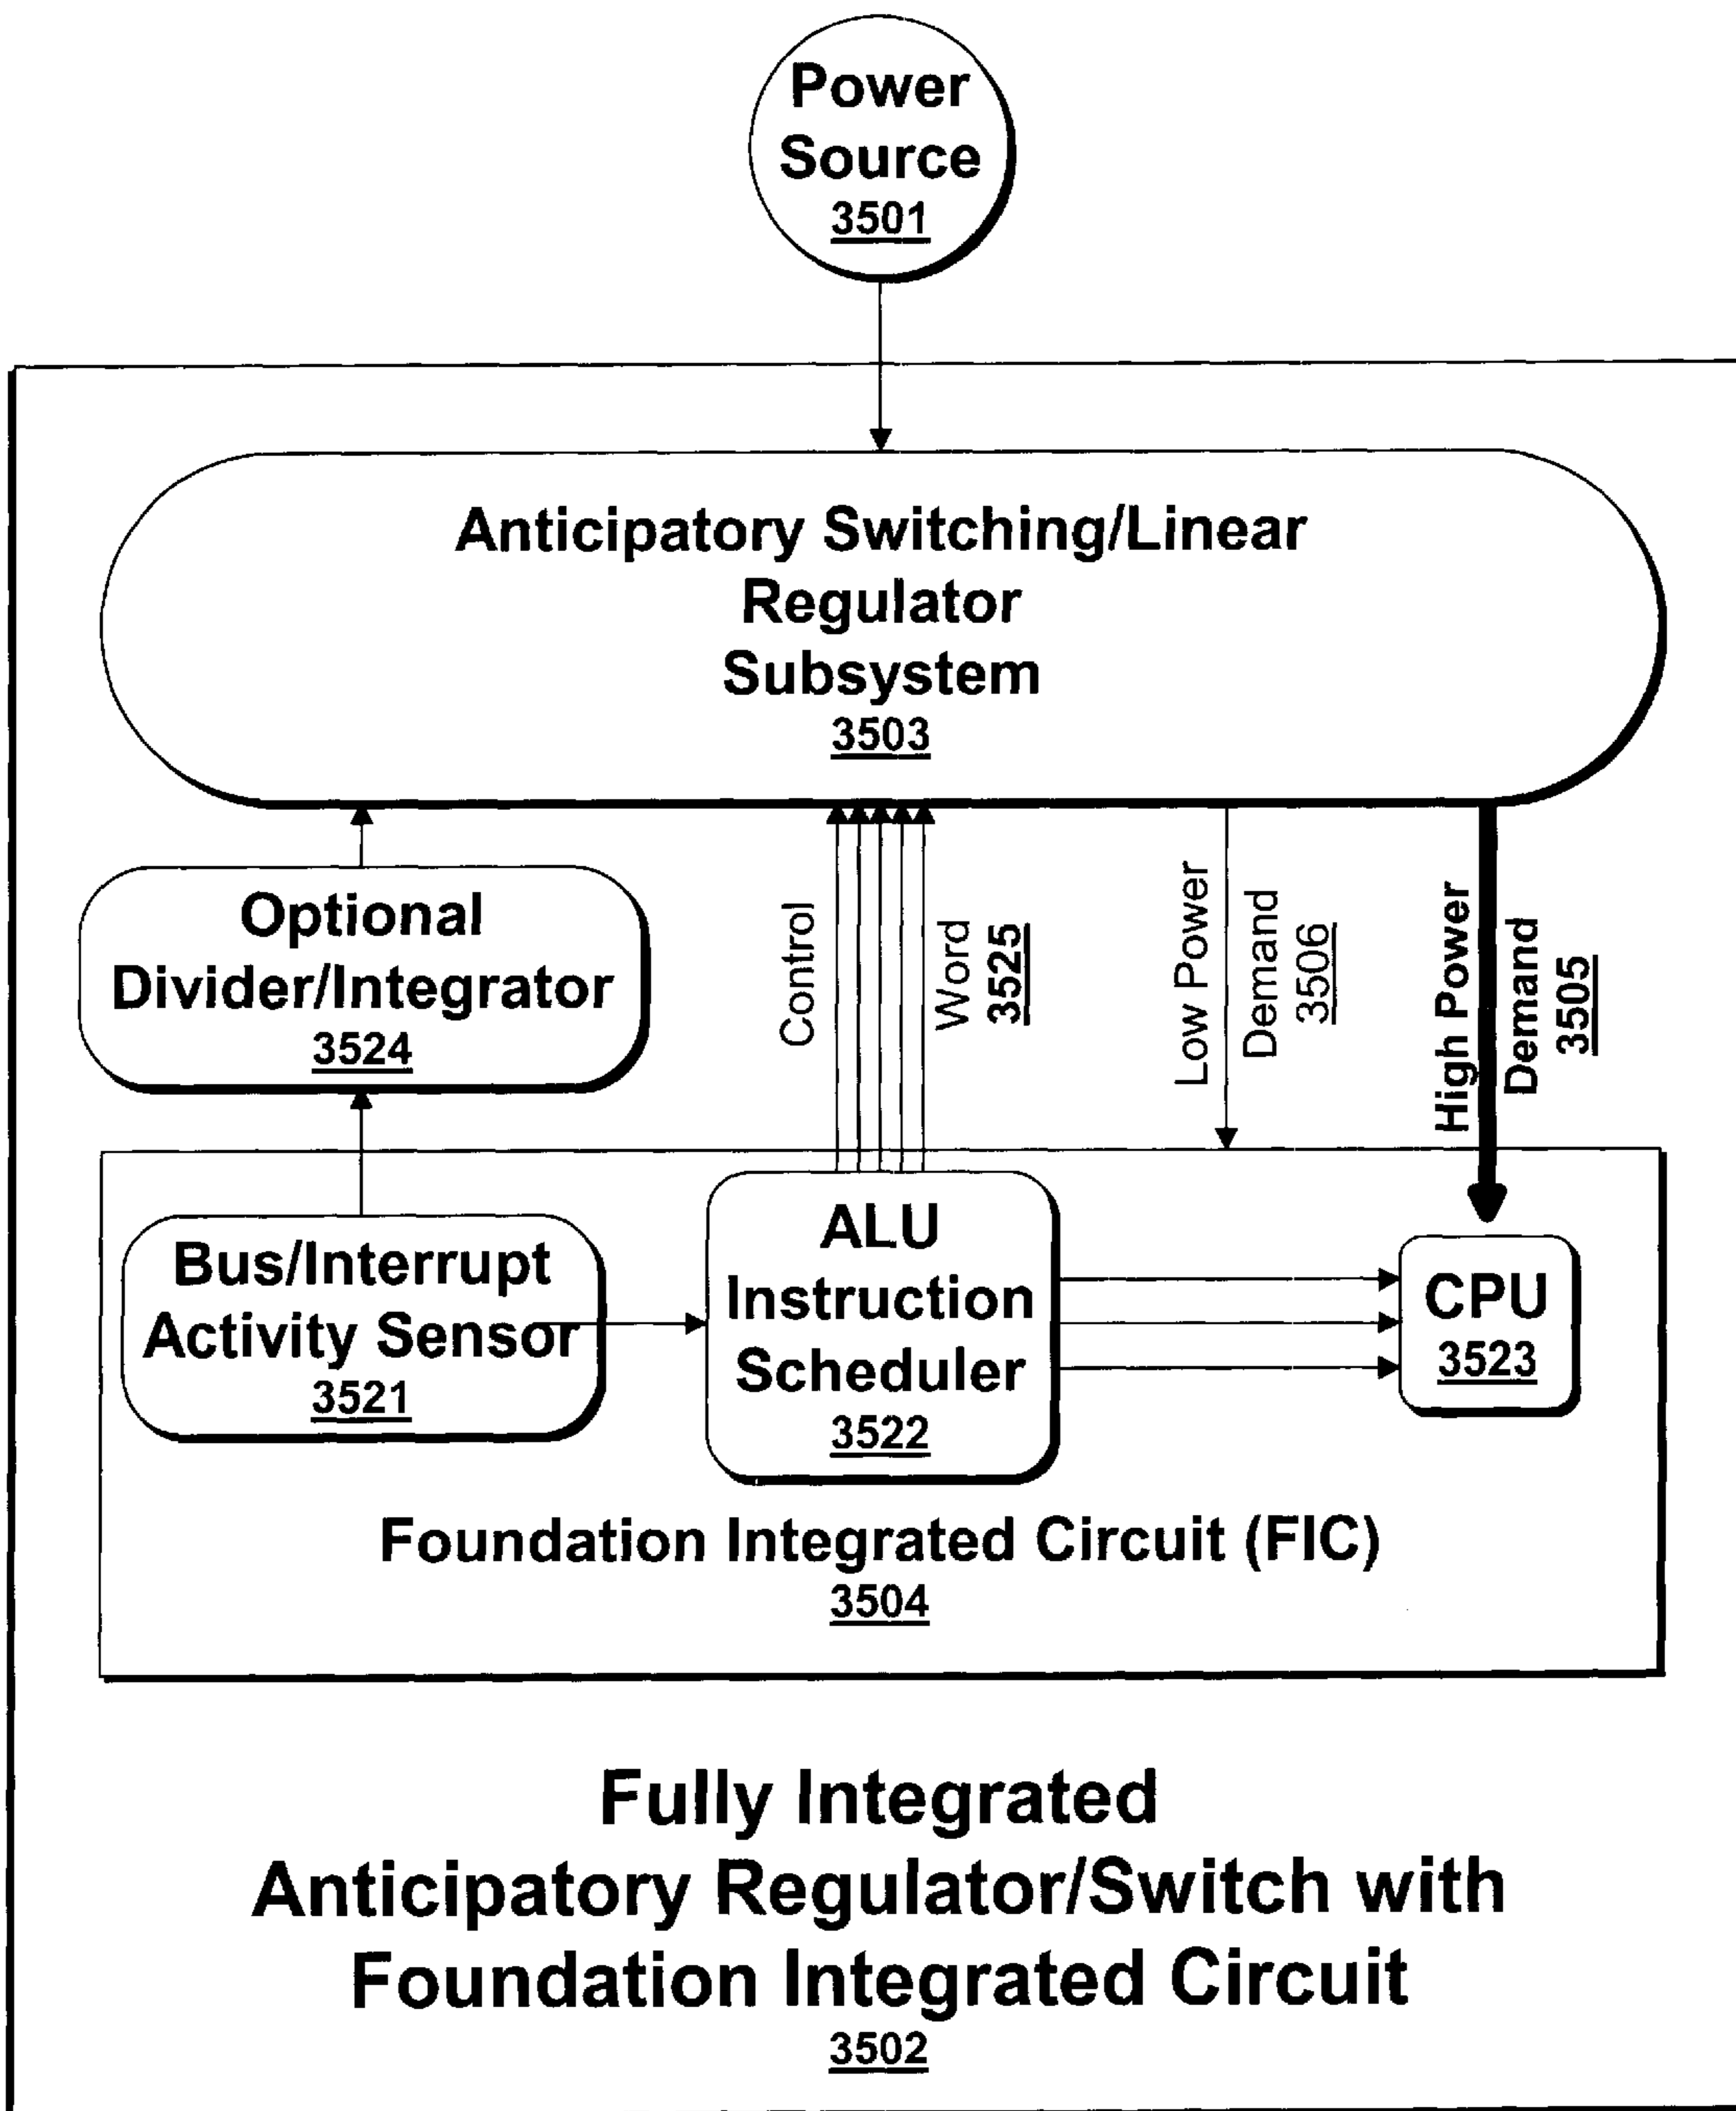 Power
Source
3501
Anticipatory Switching/Linear
Regulator
Subsystem
3503
Optional
Divider/Integrator
3524
Control
Word
3525
Low Power
Demand
3506
High Power
Demand
3505
Bus/Interrupt
Activity Sensor
3521
ALU
Instruction
Scheduler
3522
CPU
3523
Foundation Integrated Circuit (FIC)
3504
Fully Integrated
Anticipatory Regulator/Switch with
Foundation Integrated Circuit
3502